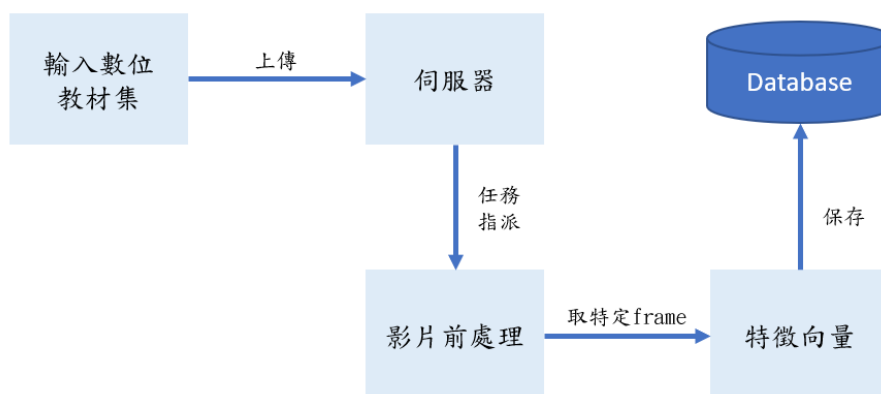 輸入數位
教材集
上傳
伺服器
Database
任務
指派
保存
影片前處理
取特定frame
特徵向量